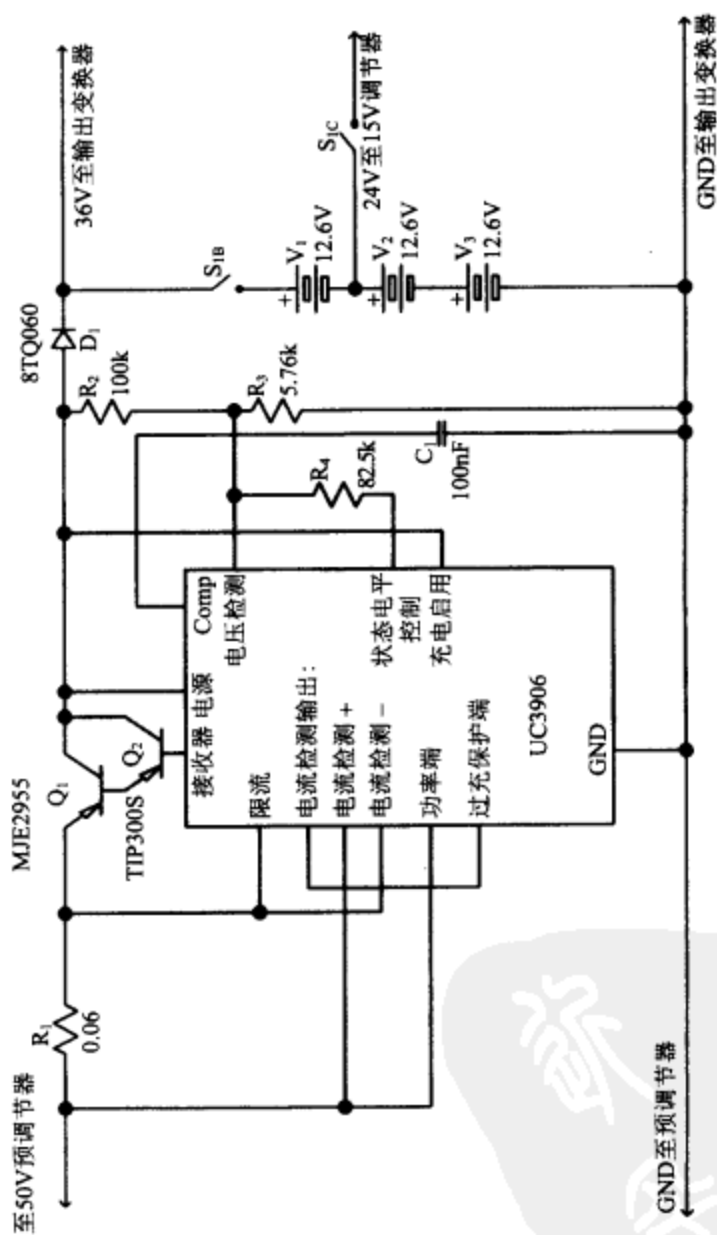 至50V预调节器
R₁
0.06
MJE2955
Q₁
TIP300S
Q₂
8TQ060
D₁
36V至输出变换器
R₂
100k
R₃
5.76k
R₄
82.5k
C₁
100nF
S₁B
V₁
12.6V
+
V₂
12.6V
+
V₃
12.6V
+
S₁C
24V至15V调节器
接收器
电源
Comp
限流
电压检测
电流检测输出:
电流检测+
电流检测-
状态电平
控制
充电启用
功率端
过充保护端
UC3906
GND
GND至预调节器
GND至输出变换器